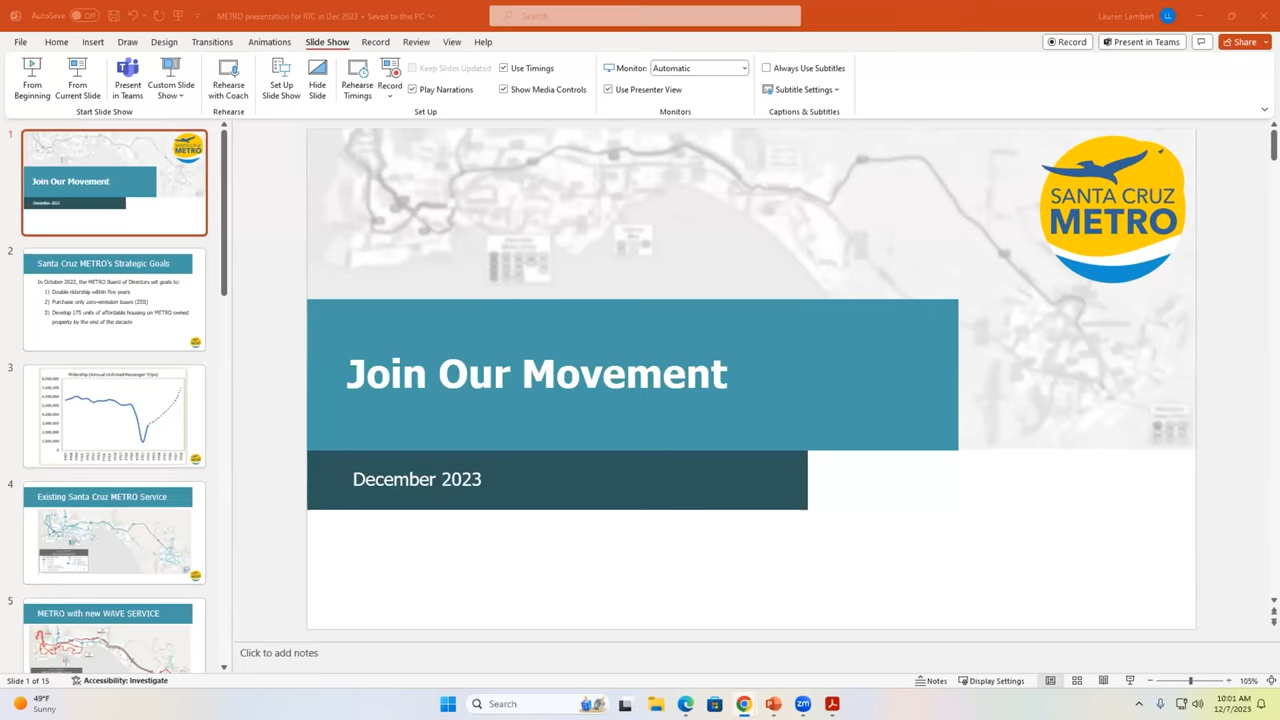 AutoSave Off
METRO presentation for RTC in Dec 2023 • Saved to this PC
Search
Lauren Lambert LL
File Home Insert Draw Design Transitions Animations Slide Show Record Review View Help
Record Present in Teams Share
From Beginning
From Current Slide
Present in Teams
Custom Slide Show
Start Slide Show
Rehearse with Coach
Rehearse
Set Up Slide Show
Hide Slide
Rehearse Timings
Record
Keep Slides Updated
Play Narrations
Use Timings
Show Media Controls
Set Up
Monitor: Automatic
Use Presenter View
Monitors
Always Use Subtitles
Subtitle Settings
Captions & Subtitles
1
SANTA CRUZ
METRO
Join Our Movement
December 2023
2
Santa Cruz METRO's Strategic Goals
In October 2022, the METRO Board of Directors set goals to:
1) Double ridership within five years
2) Purchase only zero-emission buses (ZEB)
3) Develop 175 units of affordable housing on METRO owned
property by the end of the decade
3
Ridership (Annual Unlinked Passenger Trips)
4
Existing Santa Cruz METRO Service
5
METRO with new WAVE SERVICE
SANTA CRUZ
METRO
Join Our Movement
December 2023
Click to add notes
Slide 1 of 15 Accessibility: Investigate
Notes Display Settings 105%
49°F
Sunny
Search
10:01 AM
12/7/2023